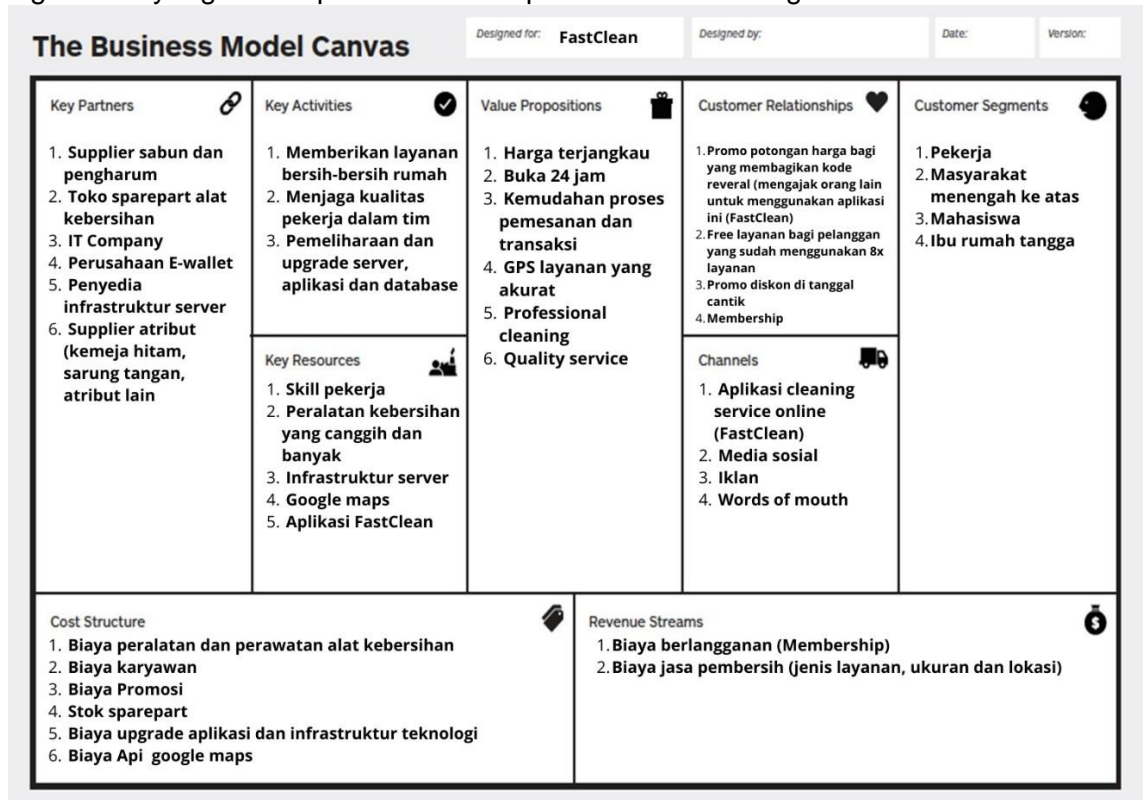 The Business Model Canvas
Designed for: FastClean
Designed by:
Date:
Version:
Key Partners
1. Supplier sabun dan
pengharum
2. Toko sparepart alat
kebersihan
3. IT Company
4. Perusahaan E-wallet
5. Penyedia
infrastruktur server
6. Supplier atribut
(kemeja hitam,
sarung tangan,
atribut lain
Key Activities
1. Memberikan layanan
bersih-bersih rumah
2. Menjaga kualitas
pekerja dalam tim
3. Pemeliharaan dan
upgrade server,
aplikasi dan database
Key Resources
1. Skill pekerja
2. Peralatan kebersihan
yang canggih dan
banyak
3. Infrastruktur server
4. Google maps
5. Aplikasi FastClean
Value Propositions
1. Harga terjangkau
2. Buka 24 jam
3. Kemudahan proses
pemesanan dan
transaksi
4. GPS layanan yang
akurat
5. Professional
cleaning
6. Quality service
Customer Relationships
1. Promo potongan harga bagi
yang membagikan kode
reveral (mengajak orang lain
untuk menggunakan aplikasi
ini (FastClean)
2. Free layanan bagi pelanggan
yang sudah menggunakan 8x
layanan
3. Promo diskon di tanggal
cantik
4. Membership
Channels
1. Aplikasi cleaning
service online
(FastClean)
2. Media sosial
3. Iklan
4. Words of mouth
Customer Segments
1. Pekerja
2. Masyarakat
menengah ke atas
3. Mahasiswa
4. Ibu rumah tangga
Cost Structure
1. Biaya peralatan dan perawatan alat kebersihan
2. Biaya karyawan
3. Biaya Promosi
4. Stok sparepart
5. Biaya upgrade aplikasi dan infrastruktur teknologi
6. Biaya Api google maps
Revenue Streams
1. Biaya berlangganan (Membership)
2. Biaya jasa pembersih (jenis layanan, ukuran dan lokasi)